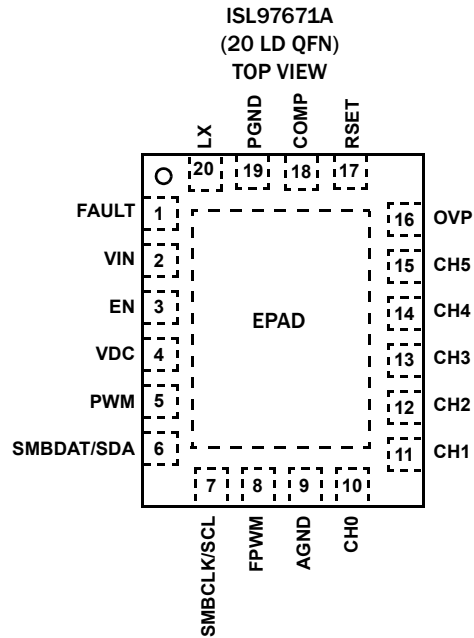 ISL97671A
(20 LD QFN)
TOP VIEW
LX
PGND
COMP
RSET
20
19
18
17
FAULT 1
VIN 2
EN 3
VDC 4
PWM 5
SMBDAT/SDA 6
EPAD
16 OVP
15 CH5
14 CH4
13 CH3
12 CH2
11 CH1
7
8
9
10
SMBCLK/SCL
FPWM
AGND
CH0